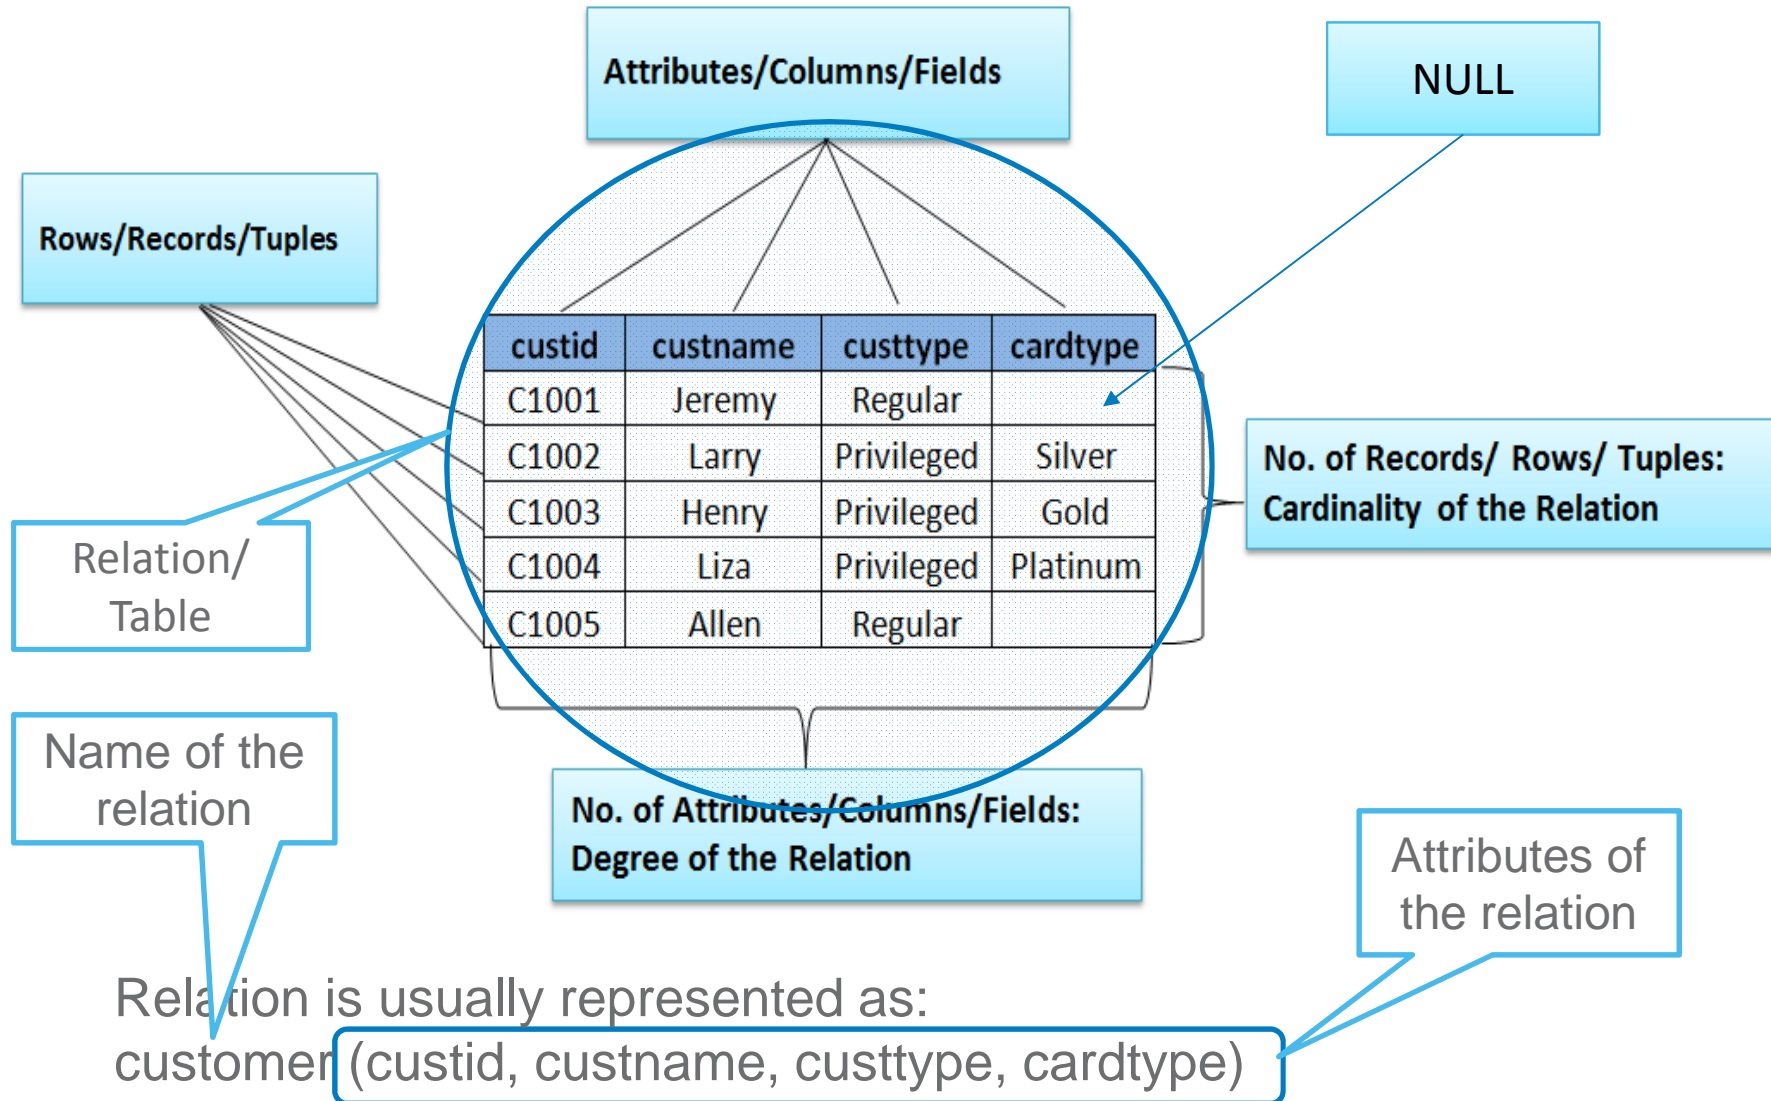 Attributes/Columns/Fields
NULL
Rows/Records/Tuples
custid custname custtype cardtype
C1001 Jeremy Regular
C1002 Larry Privileged Silver
C1003 Henry Privileged Gold
C1004 Liza Privileged Platinum
C1005 Allen Regular
No. of Records/ Rows/ Tuples:
Cardinality of the Relation
Relation/
Table
Name of the
relation
No. of Attributes/Columns/Fields:
Degree of the Relation
Attributes of
the relation
Relation is usually represented as:
customer (custid, custname, custtype, cardtype)